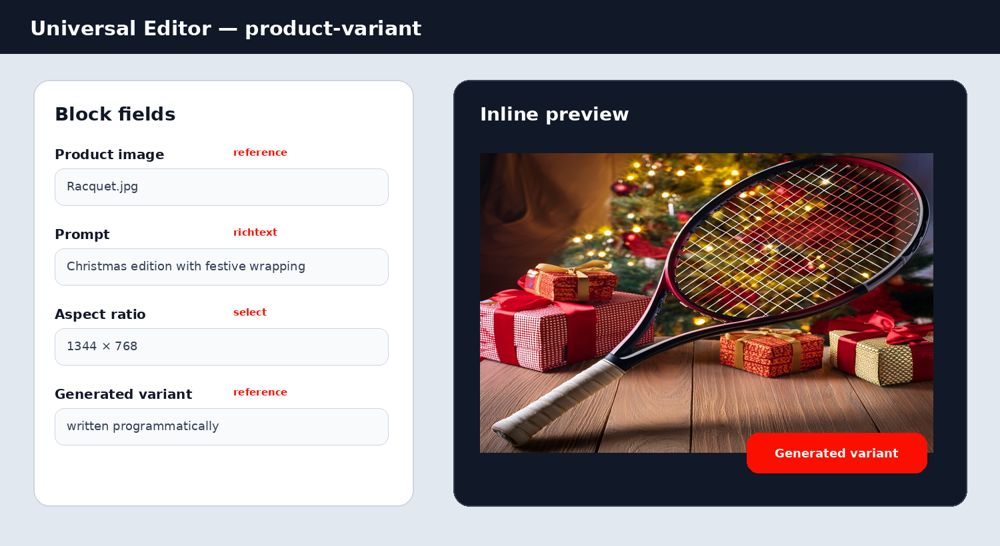 Universal Editor — product-variant
Block fields
Product image reference
Racquet.jpg
Prompt richtext
Christmas edition with festive wrapping
Aspect ratio select
1344 × 768
Generated variant reference
written programmatically
Inline preview
Generated variant